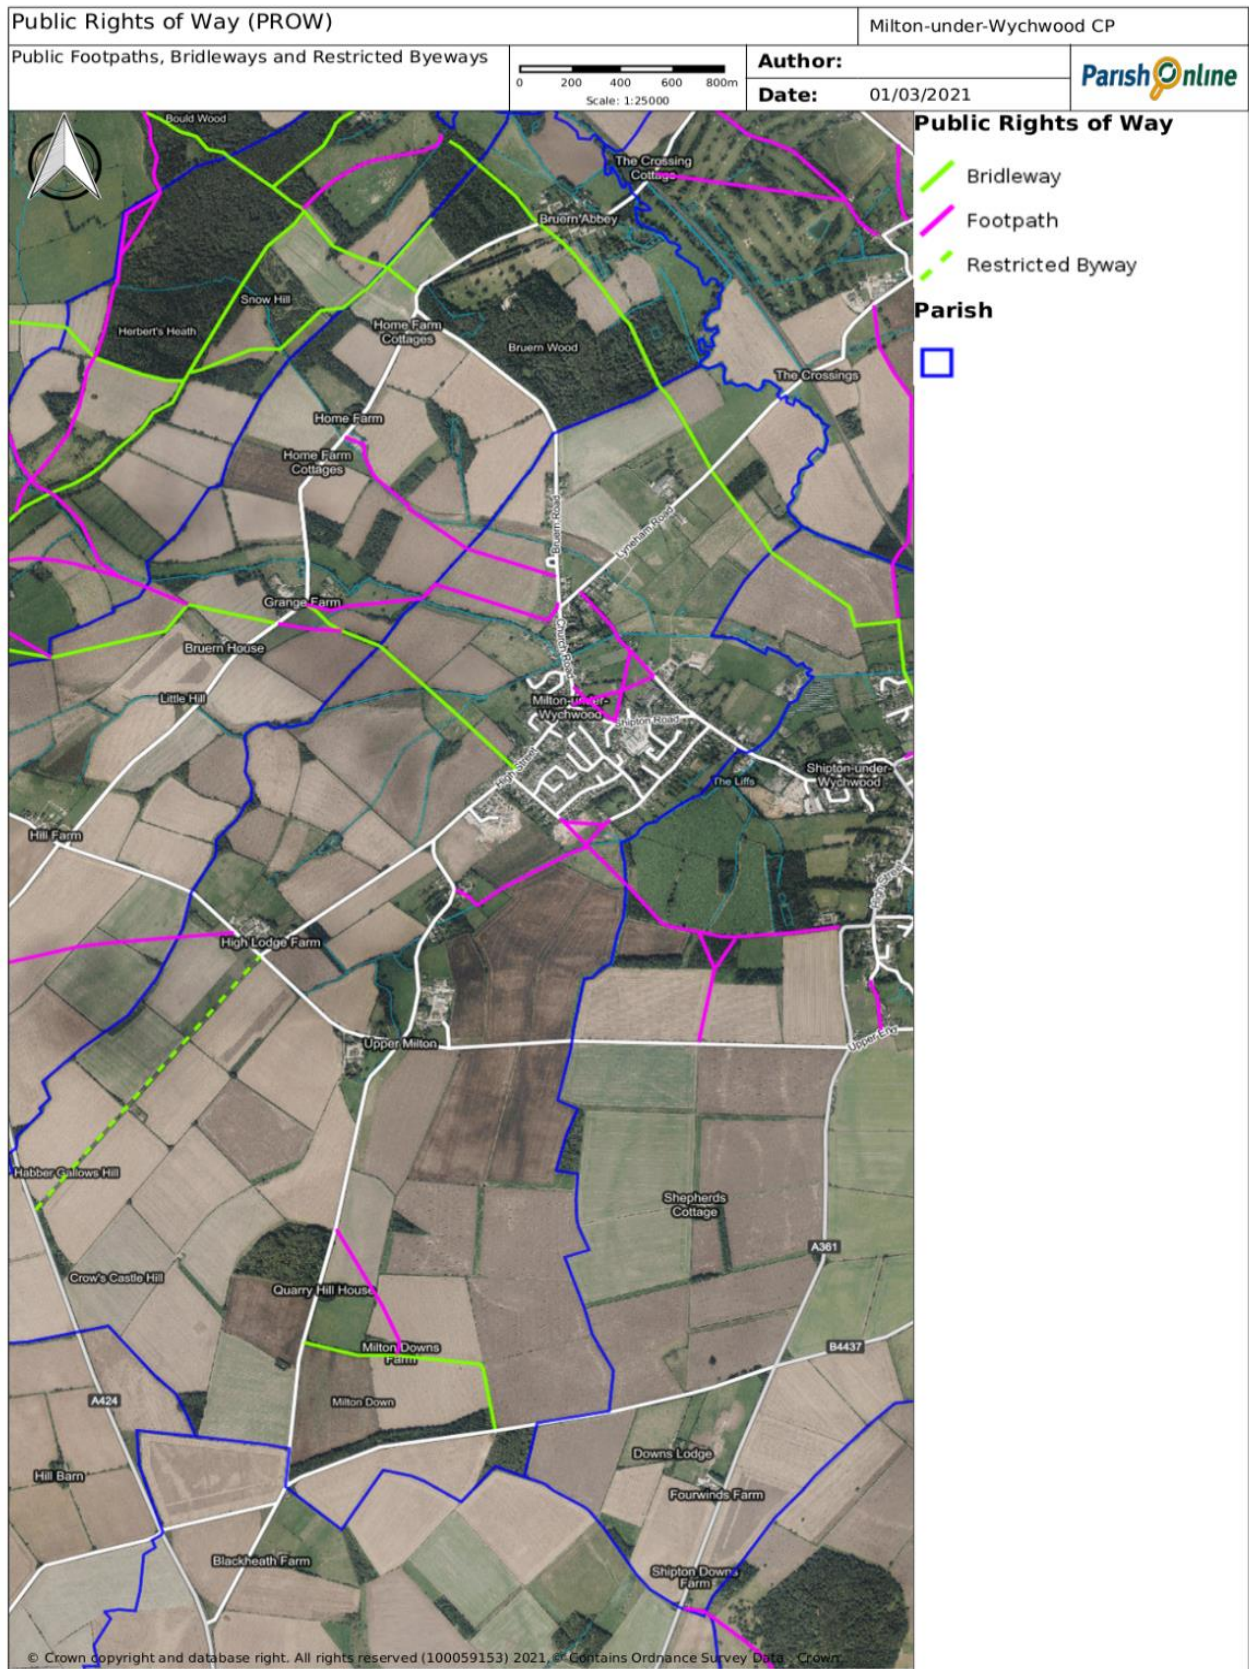 Public Rights of Way (PROW)
Milton-under-Wychwood CP
Public Footpaths, Bridleways and Restricted Byeways
0 200 400 600 800m
Scale: 1:25000
Author:
Date: 01/03/2021
Parish Online
Public Rights of Way
Bridleway
Footpath
Restricted Byway
Parish
Bould Wood
The Crossing
Cottage
Bruern Abbey
Snow Hill
Herbert's Heath
Home Farm
Cottages
Bruern Wood
The Crossings
Home Farm
Home Farm
Cottages
Bruern Road
Lyneham Road
Grange Farm
Church Road
Bruern House
Little Hill
Milton-under-
Wychwood
Shipton Road
High Street
The Liffs
Shipton-under-
Wychwood
Hill Farm
High Street
High Lodge Farm
Upper Milton
Upper End
Habber Gallows Hill
Shepherds
Cottage
A361
Crow's Castle Hill
Quarry Hill House
Milton Downs
Farm
B4437
A424
Milton Down
Downs Lodge
Hill Barn
Fourwinds Farm
Blackheath Farm
Shipton Downs
Farm
© Crown copyright and database right. All rights reserved (100059153) 2021, © Contains Ordnance Survey Data : Crown